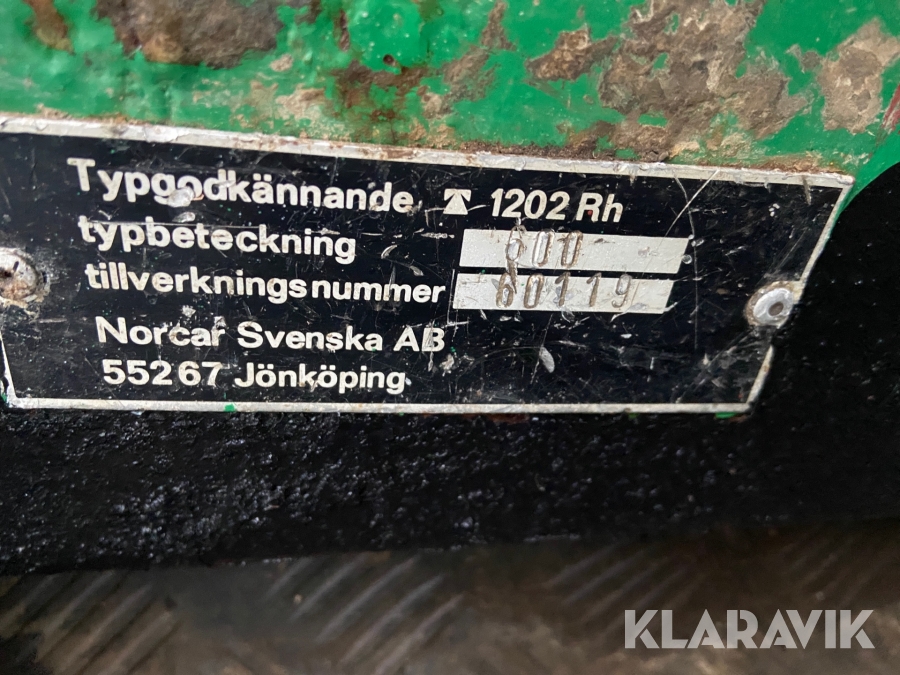 Typgodkännande 1202 Rh
typbeteckning 600
tillverkningsnummer 60119
Norcar Svenska AB
552 67 Jönköping
KLARAVIK